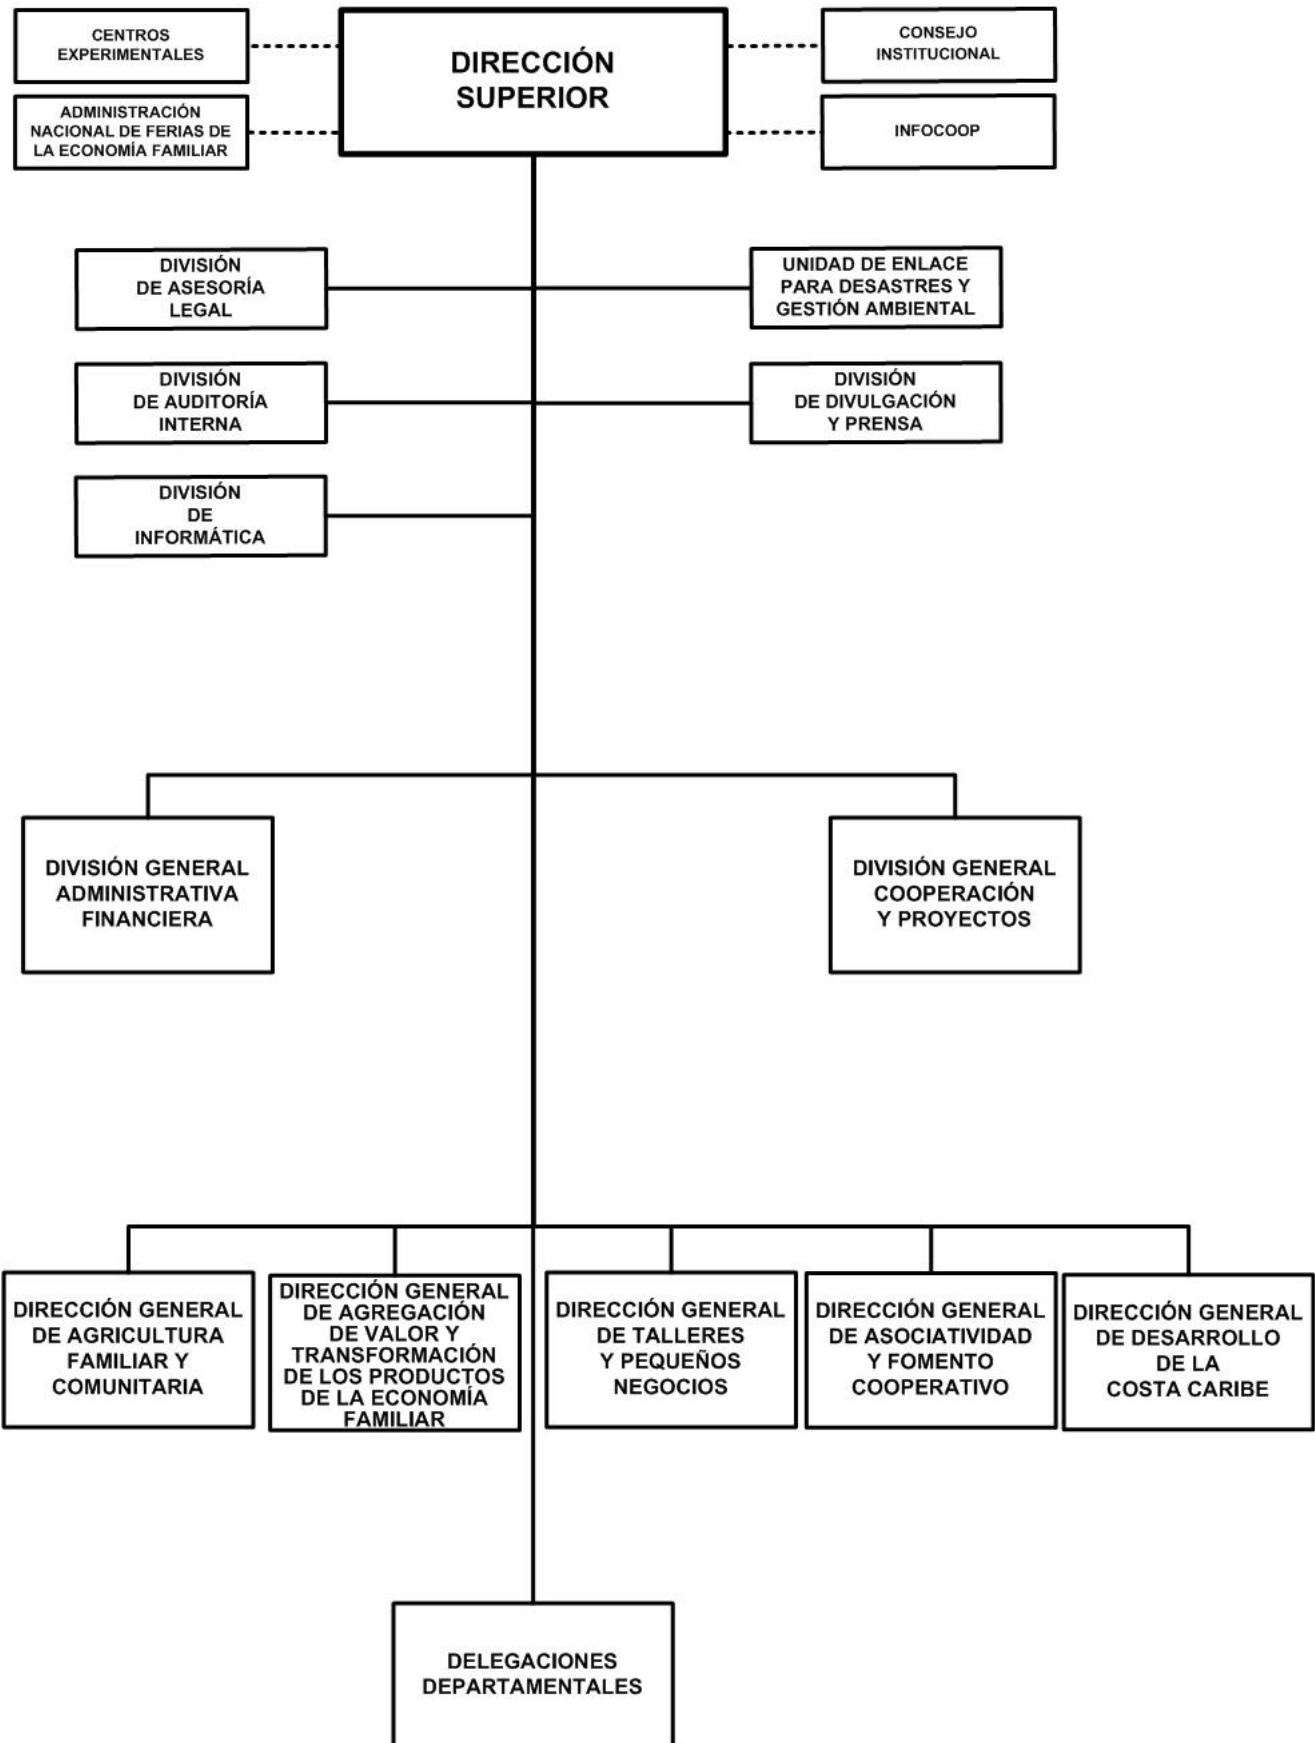 CENTROS
EXPERIMENTALES
DIRECCIÓN
SUPERIOR
CONSEJO
INSTITUCIONAL
ADMINISTRACIÓN
NACIONAL DE FERIAS DE
LA ECONOMÍA FAMILIAR
INFOCOOP
DIVISIÓN
DE ASESORÍA
LEGAL
UNIDAD DE ENLACE
PARA DESASTRES Y
GESTIÓN AMBIENTAL
DIVISIÓN
DE AUDITORÍA
INTERNA
DIVISIÓN
DE DIVULGACIÓN
Y PRENSA
DIVISIÓN
DE
INFORMÁTICA
DIVISIÓN GENERAL
ADMINISTRATIVA
FINANCIERA
DIVISIÓN GENERAL
COOPERACIÓN
Y PROYECTOS
DIRECCIÓN GENERAL
DE AGRICULTURA
FAMILIAR Y
COMUNITARIA
DIRECCIÓN GENERAL
DE AGREGACIÓN
DE VALOR Y
TRANSFORMACIÓN
DE LOS PRODUCTOS
DE LA ECONOMÍA
FAMILIAR
DIRECCIÓN GENERAL
DE TALLERES
Y PEQUEÑOS
NEGOCIOS
DIRECCIÓN GENERAL
DE ASOCIATIVIDAD
Y FOMENTO
COOPERATIVO
DIRECCIÓN GENERAL
DE DESARROLLO
DE LA
COSTA CARIBE
DELEGACIONES
DEPARTAMENTALES